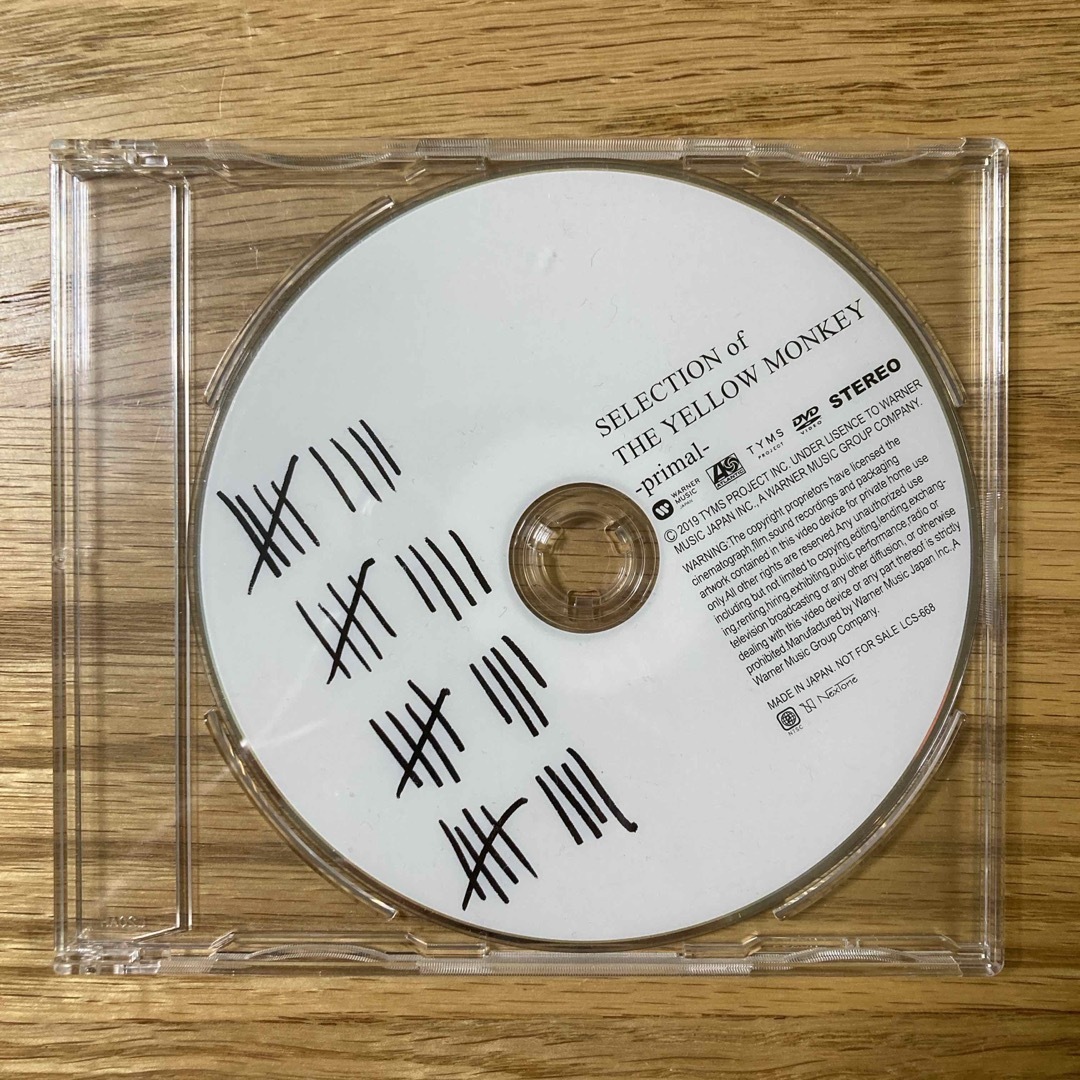 SELECTION of
THE YELLOW MONKEY
-primal-
WARNER
MUSIC
JAPAN
ATLANTIC
TYMS
PROJECT
DVD
VIDEO
STEREO
Ⓒ 2019 TYMS PROJECT INC. UNDER LISENCE TO WARNER
MUSIC JAPAN INC., A WARNER MUSIC GROUP COMPANY.
WARNING:The copyright proprietors have licensed the
cinematograph,film,sound recordings and packaging
artwork contained in this video device for private home use
only.All other rights are reserved.Any unauthorized use
including but not limited to copying,editing,lending,exchang-
ing,renting,hiring,exhibiting,public performance,radio or
television broadcasting or any other diffusion, or otherwise
dealing with this video device or any part thereof is strictly
prohibited.Manufactured by Warner Music Japan Inc.,A
Warner Music Group Company.
MADE IN JAPAN. NOT FOR SALE LCS-668
NexTone
NTSC